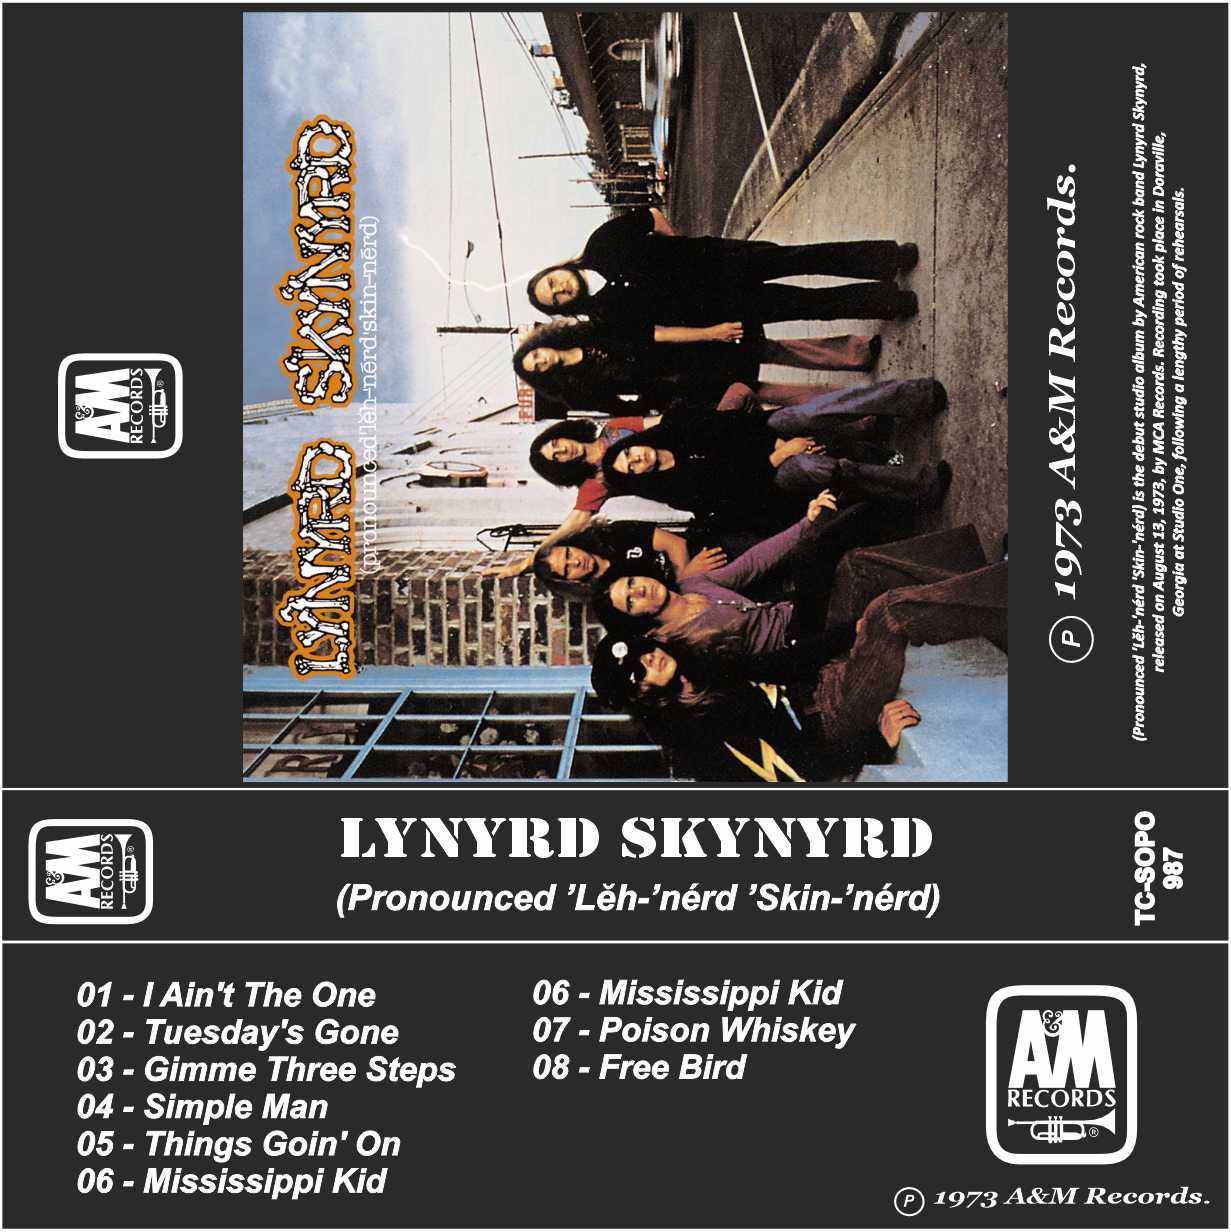 LYNYRD SKYNYRD
(pronounced 'lĕh-'nérd 'skin-'nérd)
A&M
RECORDS
®
Ⓟ 1973 A&M Records.
(Pronounced 'Lĕh-'nérd 'Skin-'nérd) is the debut studio album by American rock band Lynyrd Skynyrd,
released on August 13, 1973, by MCA Records. Recording took place in Doraville,
Georgia at Studio One, following a lengthy period of rehearsals.
A&M
RECORDS
®
LYNYRD SKYNYRD
(Pronounced ’Lĕh-’nérd ’Skin-’nérd)
TC-SOPO
987
01 - I Ain't The One
02 - Tuesday's Gone
03 - Gimme Three Steps
04 - Simple Man
05 - Things Goin' On
06 - Mississippi Kid
06 - Mississippi Kid
07 - Poison Whiskey
08 - Free Bird
A&M
RECORDS
®
Ⓟ 1973 A&M Records.